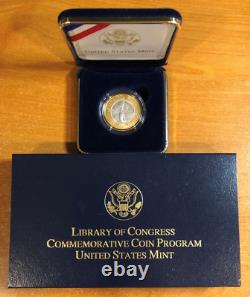 United States Mint
Library of Congress
Commemorative Coin Program
United States Mint